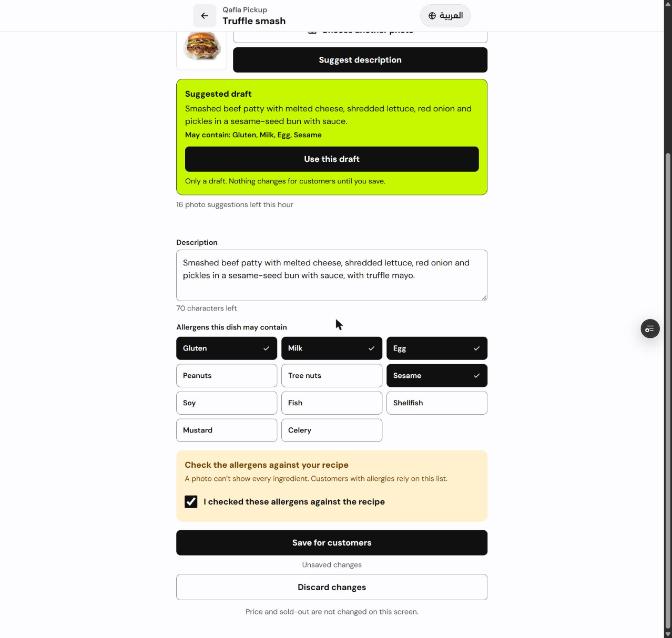 Qafla Pickup
Truffle smash
العربية
Choose another photo
Suggest description
Suggested draft
Smashed beef patty with melted cheese, shredded lettuce, red onion and
pickles in a sesame-seed bun with sauce.
May contain: Gluten, Milk, Egg, Sesame
Use this draft
Only a draft. Nothing changes for customers until you save.
16 photo suggestions left this hour
Description
Smashed beef patty with melted cheese, shredded lettuce, red onion and
pickles in a sesame-seed bun with sauce, with truffle mayo.
70 characters left
Allergens this dish may contain
Gluten
Milk
Egg
Peanuts
Tree nuts
Sesame
Soy
Fish
Shellfish
Mustard
Celery
Check the allergens against your recipe
A photo can't show every ingredient. Customers with allergies rely on this list.
I checked these allergens against the recipe
Save for customers
Unsaved changes
Discard changes
Price and sold-out are not changed on this screen.